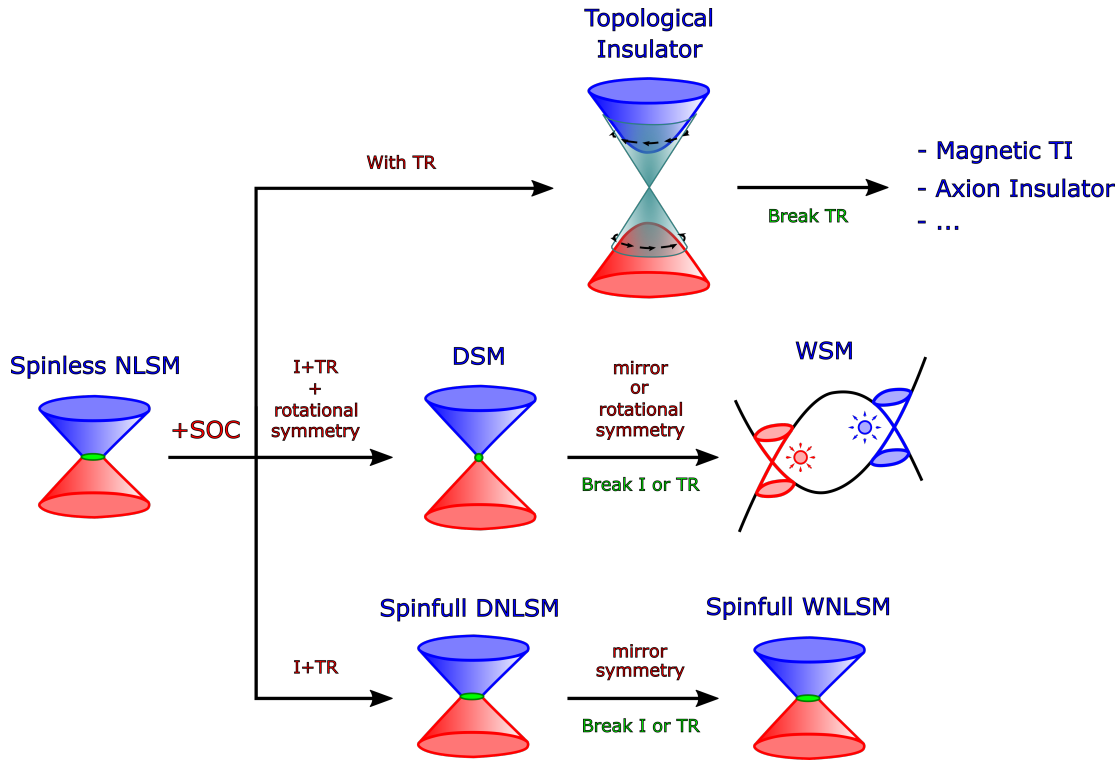 Topological
Insulator
With TR
Break TR
- Magnetic TI
- Axion Insulator
- ...
Spinless NLSM
+SOC
I+TR
+
rotational
symmetry
DSM
mirror
or
rotational
symmetry
Break I or TR
WSM
I+TR
Spinfull DNLSM
mirror
symmetry
Break I or TR
Spinfull WNLSM